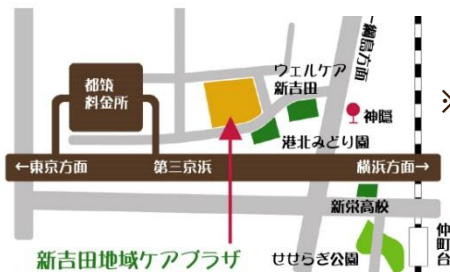 都筑
料金所
ウェルケア
新吉田
綱島方面
神隠
※
港北みどり園
←東京方面
第三京浜
横浜方面→
新栄高校
新吉田地域ケアプラザ
せせらぎ公園
仲町台